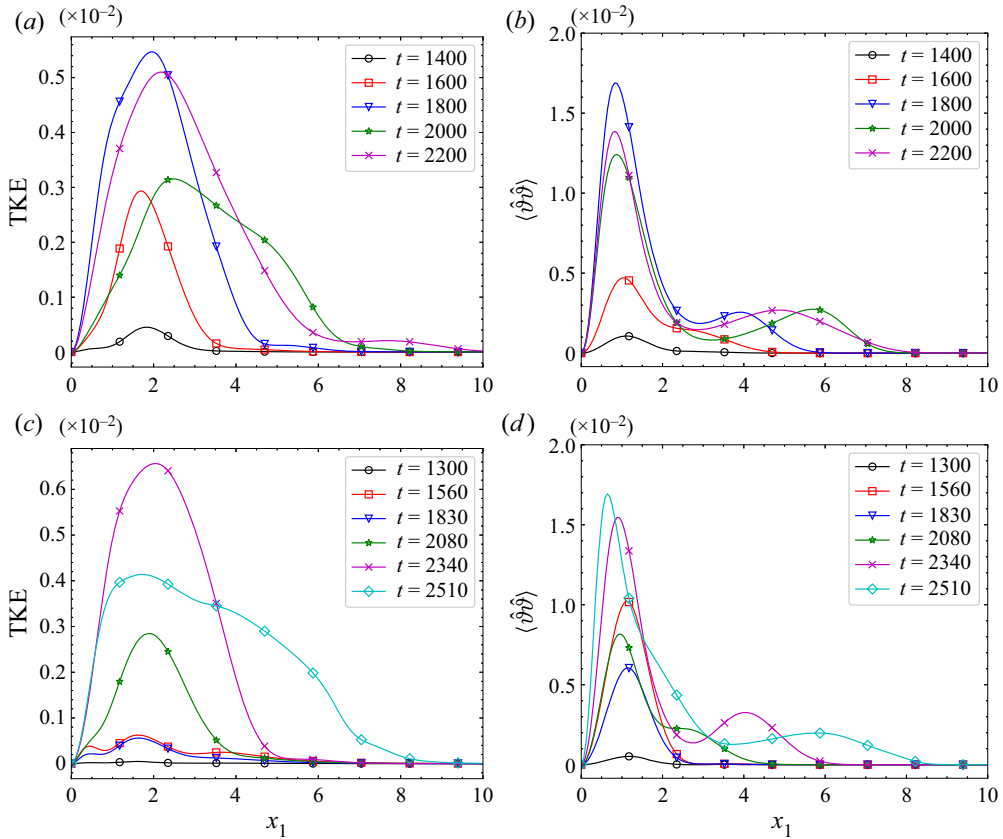 (a) (×10⁻²)
TKE
0.5
0.4
0.3
0.2
0.1
0
0 2 4 6 8 10
t = 1400
t = 1600
t = 1800
t = 2000
t = 2200
(b) (×10⁻²)
⟨ϑ̂ϑ̂⟩
2.0
1.5
1.0
0.5
0
0 2 4 6 8 10
t = 1400
t = 1600
t = 1800
t = 2000
t = 2200
(c) (×10⁻²)
TKE
0.6
0.5
0.4
0.3
0.2
0.1
0
0 2 4 6 8 10
x₁
t = 1300
t = 1560
t = 1830
t = 2080
t = 2340
t = 2510
(d) (×10⁻²)
⟨ϑ̂ϑ̂⟩
2.0
1.5
1.0
0.5
0
0 2 4 6 8 10
x₁
t = 1300
t = 1560
t = 1830
t = 2080
t = 2340
t = 2510